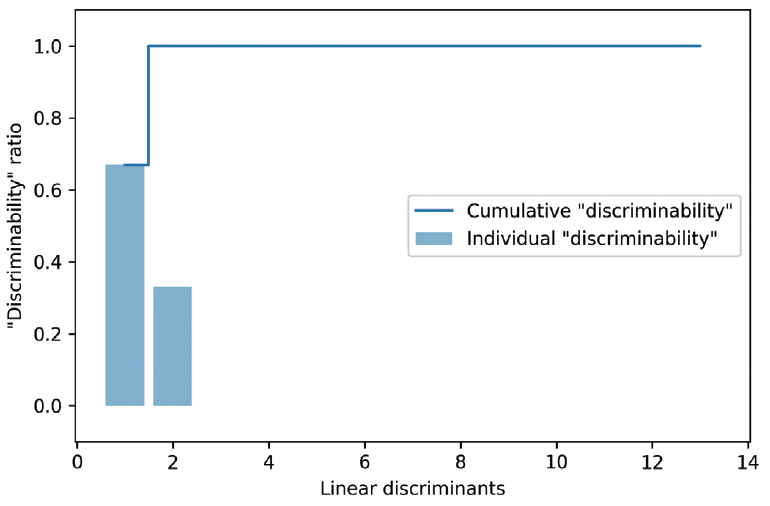 1.0
0.8
0.6
0.4
0.2
0.0
"Discriminability" ratio
Cumulative "discriminability"
Individual "discriminability"
0 2 4 6 8 10 12 14
Linear discriminants